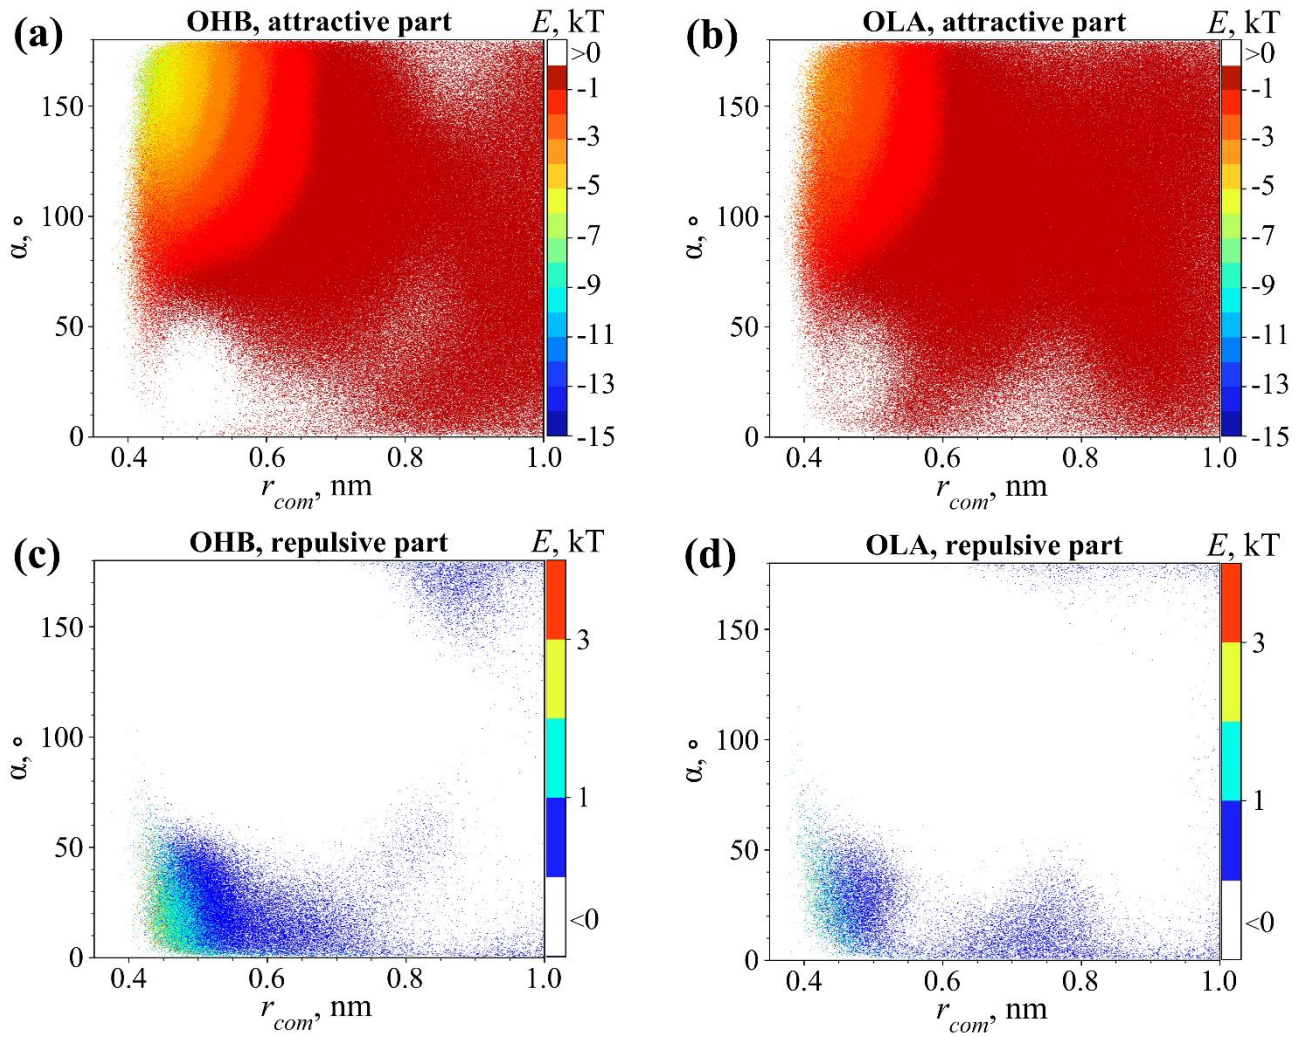 (a) OHB, attractive part E, kT
>0
-1
-3
-5
-7
-9
-11
-13
-15
150
100
50
0
α, °
0.4 0.6 0.8 1.0
r_com, nm
(b) OLA, attractive part E, kT
>0
-1
-3
-5
-7
-9
-11
-13
-15
150
100
50
0
α, °
0.4 0.6 0.8 1.0
r_com, nm
(c) OHB, repulsive part E, kT
3
1
<0
150
100
50
0
α, °
0.4 0.6 0.8 1.0
r_com, nm
(d) OLA, repulsive part E, kT
3
1
<0
150
100
50
0
α, °
0.4 0.6 0.8 1.0
r_com, nm